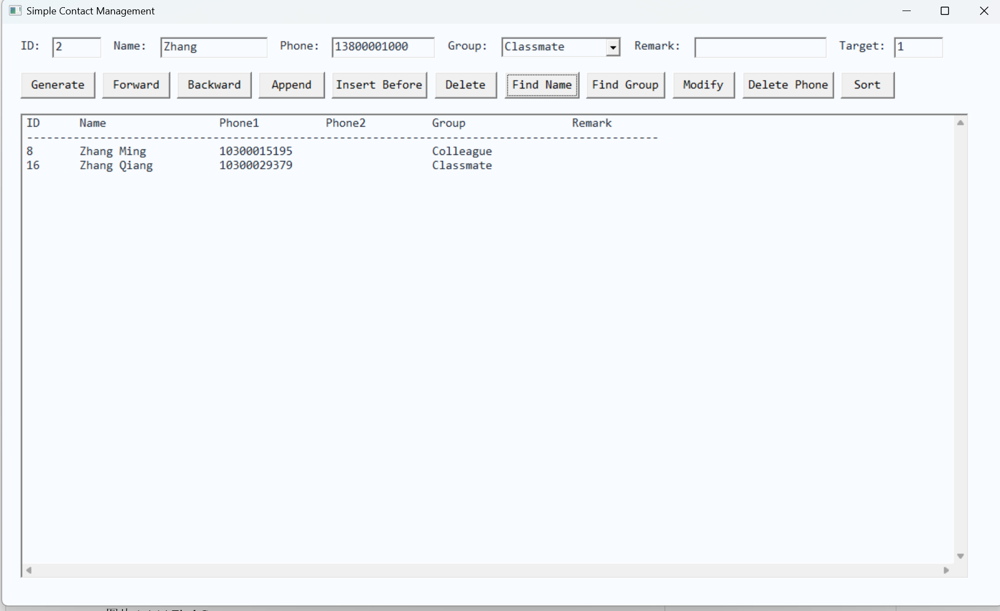 Simple Contact Management
ID: 2 Name: Zhang Phone: 13800001000 Group: Classmate Remark: Target: 1
Generate Forward Backward Append Insert Before Delete Find Name Find Group Modify Delete Phone Sort
ID Name Phone1 Phone2 Group Remark
-----------------------------------------------------------------------------------------------
8 Zhang Ming 10300015195 Colleague
16 Zhang Qiang 10300029379 Classmate